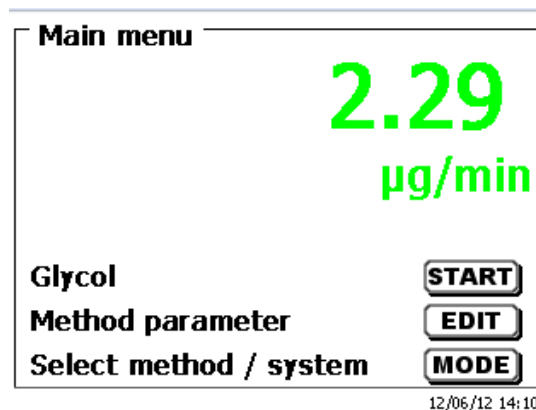 Main menu
2.29
µg/min
Glycol START
Method parameter EDIT
Select method / system MODE
12/06/12 14:10